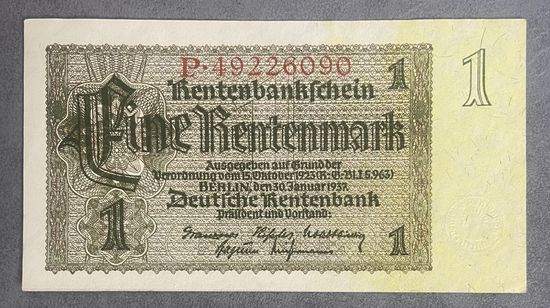 P·49226090
1
1
Rentenbankschein
Eine Rentenmark
Ausgegeben auf Grund der
Verordnung vom 15.Oktober 1923 (R.G.Bl.I S.963)
BERLIN, den 30.Januar 1937.
Deutsche Rentenbank
Präsident und Vorstand:
1
1